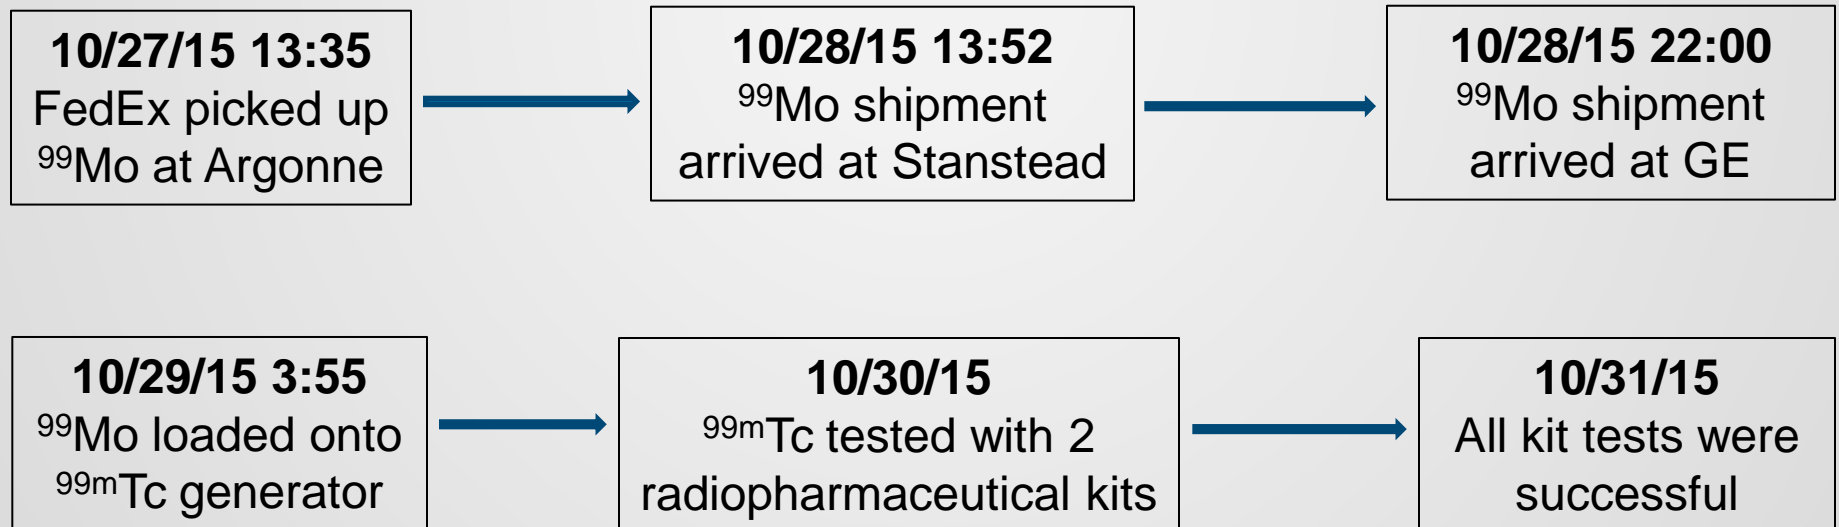 10/27/15 13:35
FedEx picked up
⁹⁹Mo at Argonne
10/28/15 13:52
⁹⁹Mo shipment
arrived at Stanstead
10/28/15 22:00
⁹⁹Mo shipment
arrived at GE
10/29/15 3:55
⁹⁹Mo loaded onto
⁹⁹ᵐTc generator
10/30/15
⁹⁹ᵐTc tested with 2
radiopharmaceutical kits
10/31/15
All kit tests were
successful